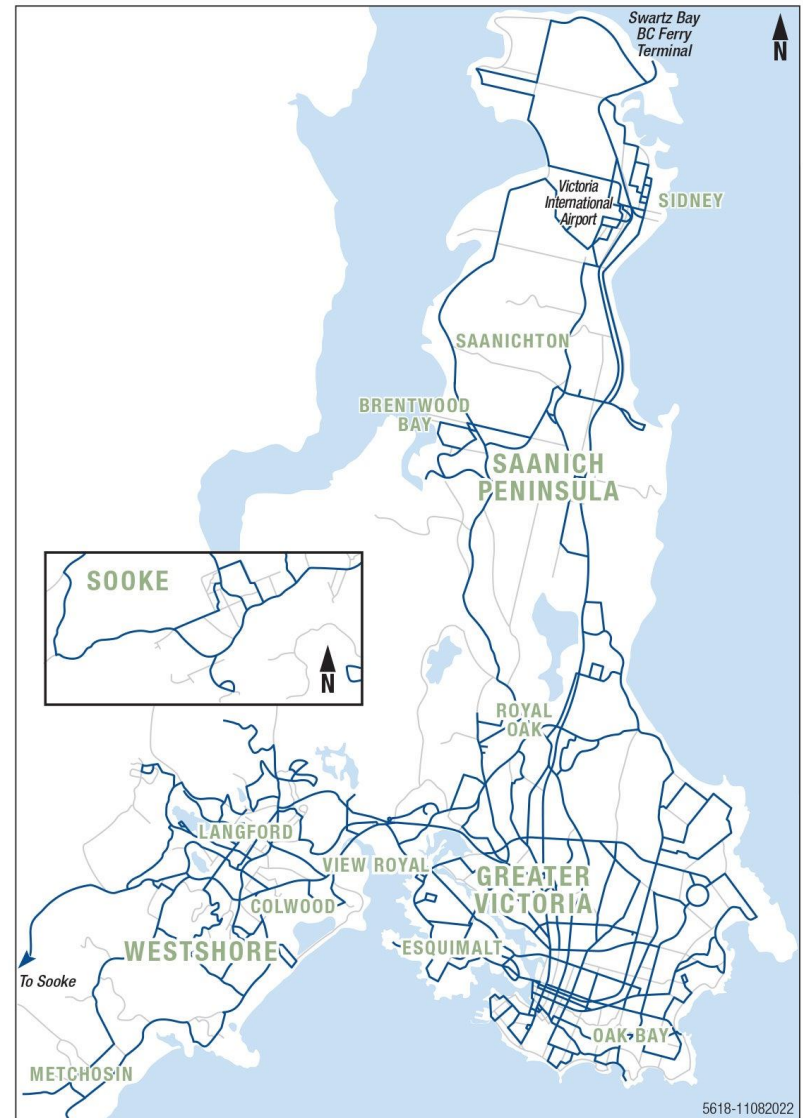 Swartz Bay
BC Ferry
Terminal
N
Victoria
International
Airport
SIDNEY
SAANICHTON
BRENTWOOD
BAY
SAANICH
PENINSULA
SOOKE
N
ROYAL
OAK
LANGFORD
VIEW ROYAL
GREATER
VICTORIA
COLWOOD
WESTSHORE
ESQUIMALT
To Sooke
OAK BAY
METCHOSIN
5618-11082022